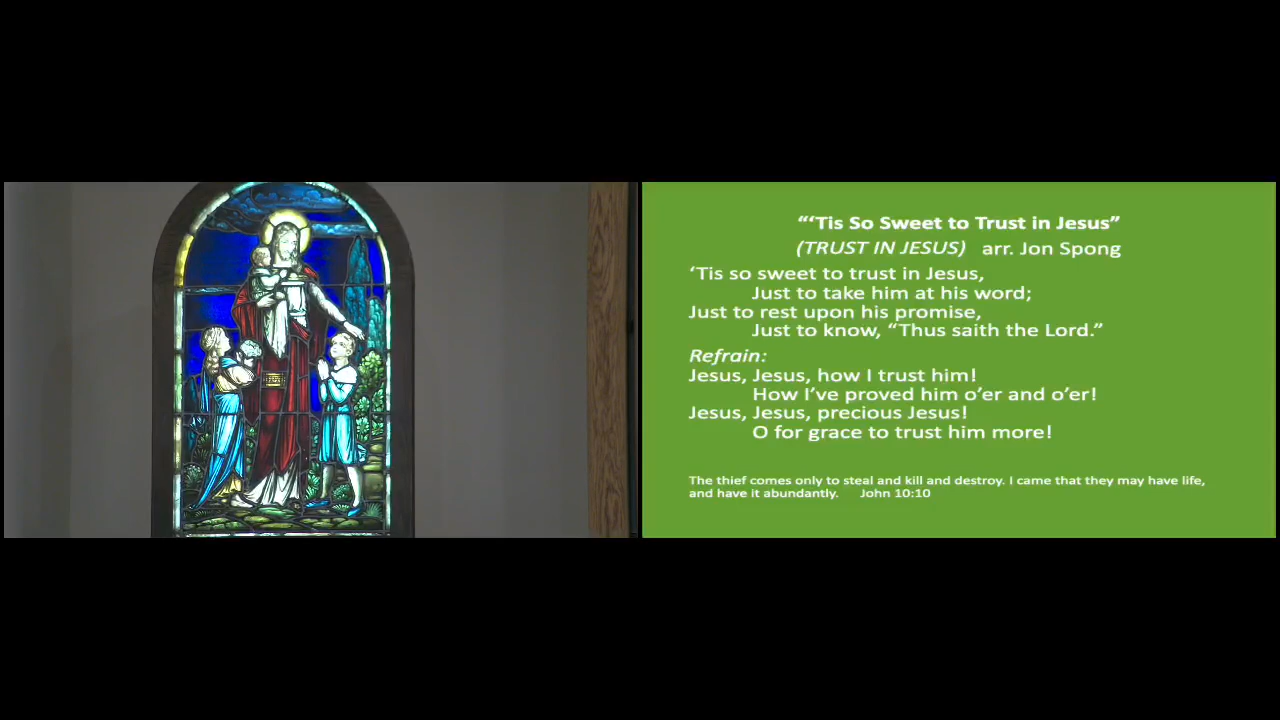 “‘Tis So Sweet to Trust in Jesus”
(TRUST IN JESUS) arr. Jon Spong
‘Tis so sweet to trust in Jesus,
Just to take him at his word;
Just to rest upon his promise,
Just to know, “Thus saith the Lord.”
Refrain:
Jesus, Jesus, how I trust him!
How I’ve proved him o’er and o’er!
Jesus, Jesus, precious Jesus!
O for grace to trust him more!
The thief comes only to steal and kill and destroy. I came that they may have life,
and have it abundantly. John 10:10